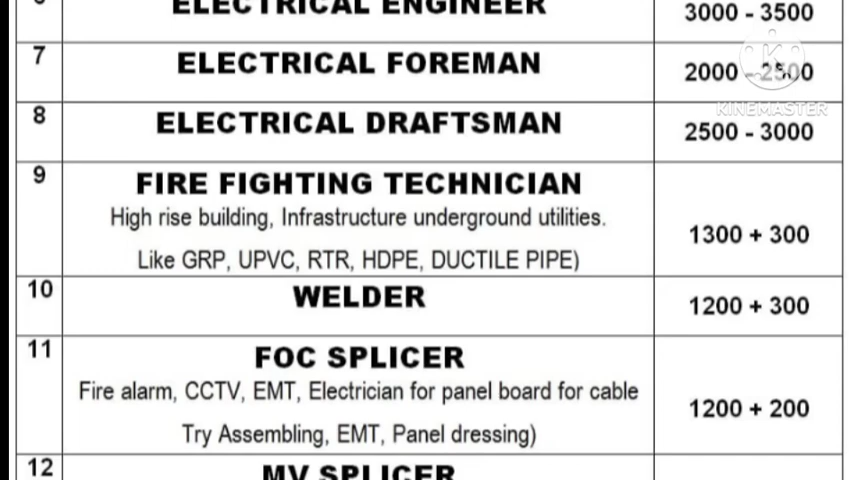 ELECTRICAL ENGINEER
3000 - 3500
7
ELECTRICAL FOREMAN
2000 - 2500
KINEMASTER
8
ELECTRICAL DRAFTSMAN
2500 - 3000
9
FIRE FIGHTING TECHNICIAN
High rise building, Infrastructure underground utilities.
Like GRP, UPVC, RTR, HDPE, DUCTILE PIPE)
1300 + 300
10
WELDER
1200 + 300
11
FOC SPLICER
Fire alarm, CCTV, EMT, Electrician for panel board for cable
Try Assembling, EMT, Panel dressing)
1200 + 200
12
MV SPLICER